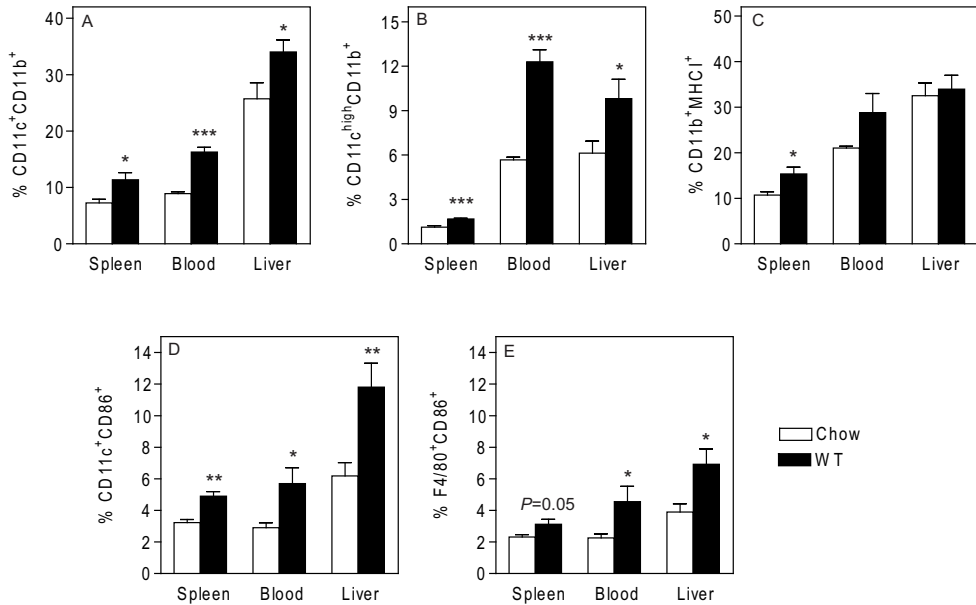 A
% CD11c+CD11b+
40
30
20
10
0
*
***
*
Spleen Blood Liver
B
% CD11chighCD11b+
15
12
9
6
3
0
***
***
*
Spleen Blood Liver
C
% CD11b+MHCI+
50
40
30
20
10
0
*
Spleen Blood Liver
D
% CD11c+CD86+
14
12
10
8
6
4
2
0
**
*
**
Spleen Blood Liver
E
% F4/80+CD86+
14
12
10
8
6
4
2
0
P=0.05
*
*
Spleen Blood Liver
Chow
WT